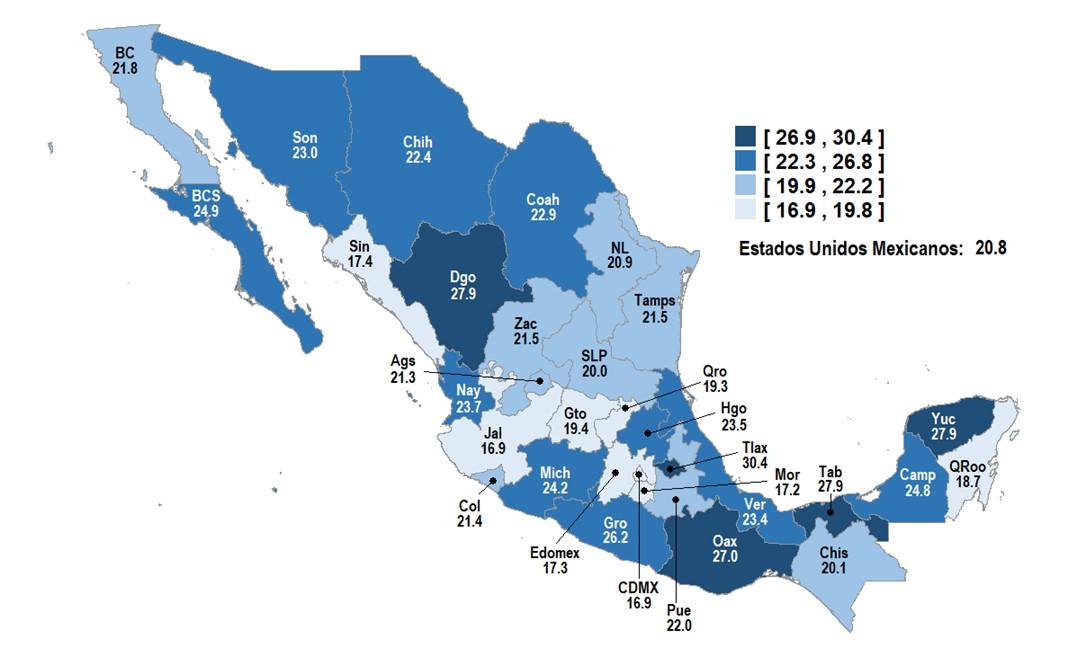 BC
21.8
[ 26.9 , 30.4 ]
[ 22.3 , 26.8 ]
[ 19.9 , 22.2 ]
[ 16.9 , 19.8 ]
Estados Unidos Mexicanos: 20.8
Son
23.0
Chih
22.4
BCS
24.9
Coah
22.9
Sin
17.4
NL
20.9
Dgo
27.9
Tamps
21.5
Zac
21.5
SLP
20.0
Ags
21.3
Qro
19.3
Nay
23.7
Gto
19.4
Hgo
23.5
Yuc
27.9
Jal
16.9
Tlax
30.4
Mich
24.2
Mor
17.2
Tab
27.9
Camp
24.8
QRoo
18.7
Col
21.4
Ver
23.4
Gro
26.2
Oax
27.0
Edomex
17.3
Chis
20.1
CDMX
16.9
Pue
22.0